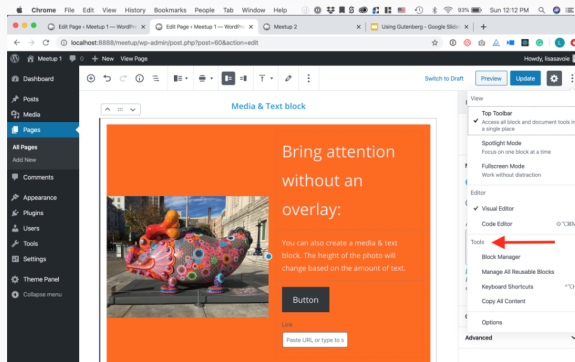 Chrome File Edit View History Bookmarks People Tab Window Help
93% Sun 12:12 PM
Edit Page ‹ Meetup 1 — WordPr
Edit Page ‹ Meetup 1 — WordPr
Meetup 2
Using Gutenberg - Google Slide
localhost:8888/meetup/wp-admin/post.php?post=60&action=edit
Meetup 1 0 + New View Page
Howdy, lsasavoie
Dashboard
Posts
Media
Pages
All Pages
Add New
Comments
Appearance
Plugins
Users
Tools
Settings
Theme Panel
Collapse menu
Switch to Draft Preview Update
Media & Text block
Bring attention
without an
overlay:
You can also create a media & text
block. The height of the photo will
change based on the amount of text.
Button
Link
Paste URL or type to s
View
Top Toolbar
Access all block and document tools in
a single place
Spotlight Mode
Focus on one block at a time
Fullscreen Mode
Work without distraction
Editor
Visual Editor
Code Editor
Tools
Block Manager
Manage All Reusable Blocks
Keyboard Shortcuts
Copy All Content
Options
Advanced